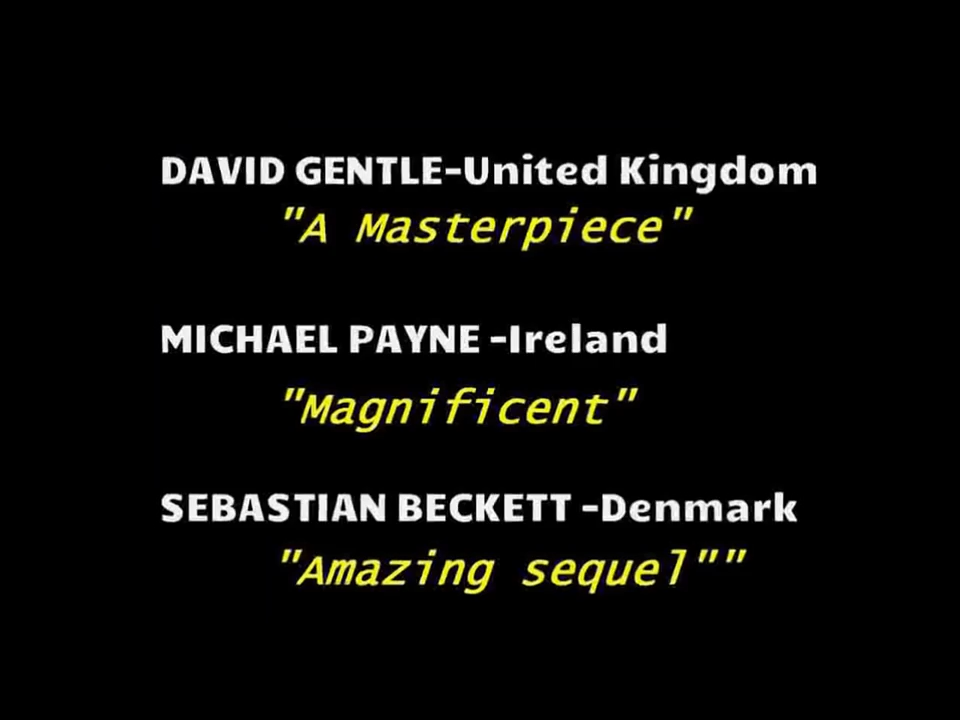 DAVID GENTLE-United Kingdom
"A Masterpiece"
MICHAEL PAYNE -Ireland
"Magnificent"
SEBASTIAN BECKETT -Denmark
"Amazing sequel""